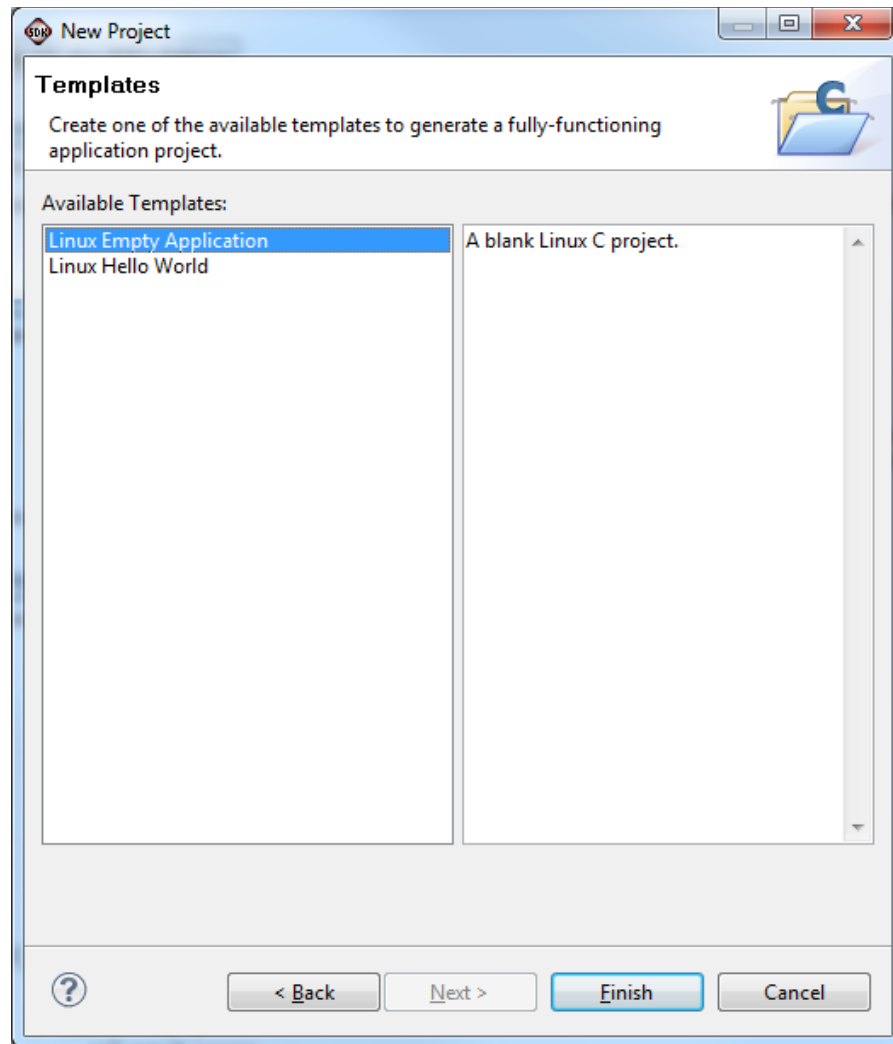 SDK New Project
Templates
Create one of the available templates to generate a fully-functioning
application project.
Available Templates:
Linux Empty Application
Linux Hello World
A blank Linux C project.
< Back
Next >
Finish
Cancel